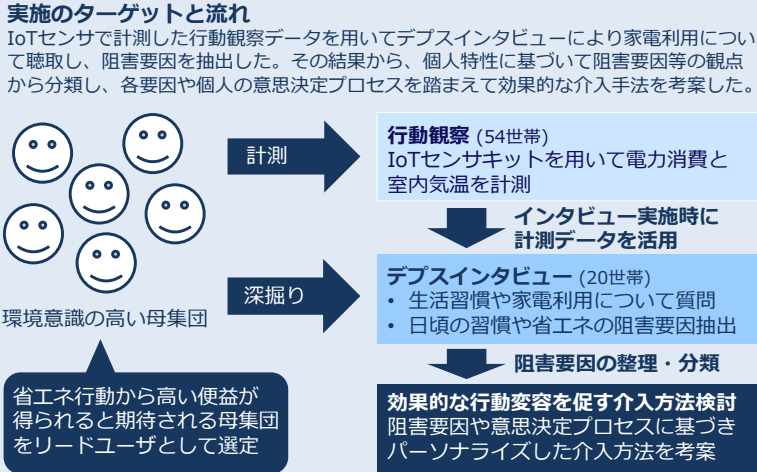 実施のターゲットと流れ
IoTセンサで計測した行動観察データを用いてデプスインタビューにより家電利用につい
て聴取し、阻害要因を抽出した。その結果から、個人特性に基づいて阻害要因等の観点
から分類し、各要因や個人の意思決定プロセスを踏まえて効果的な介入手法を考案した。
計測
行動観察 (54世帯)
IoTセンサキットを用いて電力消費と
室内気温を計測
インタビュー実施時に
計測データを活用
深掘り
デプスインタビュー (20世帯)
• 生活習慣や家電利用について質問
• 日頃の習慣や省エネの阻害要因抽出
環境意識の高い母集団
阻害要因の整理・分類
省エネ行動から高い便益が
得られると期待される母集団
をリードユーザとして選定
効果的な行動変容を促す介入方法検討
阻害要因や意思決定プロセスに基づき
パーソナライズした介入方法を考案